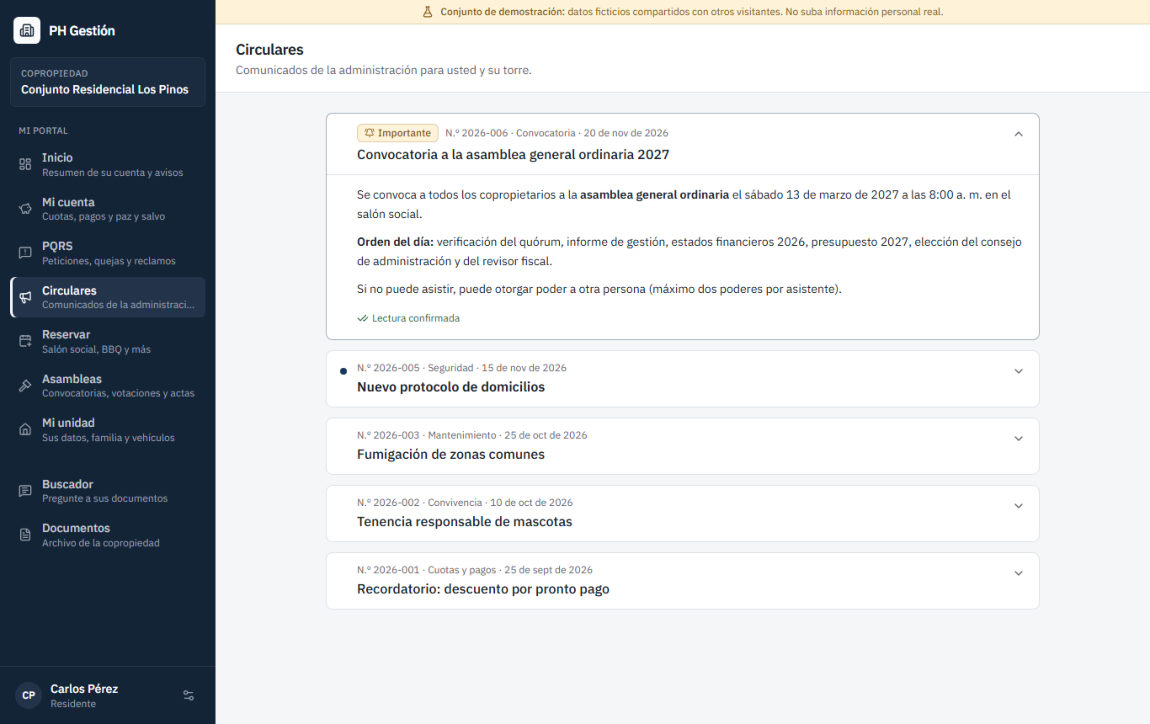 PH Gestión
COPROPIEDAD
Conjunto Residencial Los Pinos
MI PORTAL
Inicio
Resumen de su cuenta y avisos
Mi cuenta
Cuotas, pagos y paz y salvo
PQRS
Peticiones, quejas y reclamos
Circulares
Comunicados de la administraci...
Reservar
Salón social, BBQ y más
Asambleas
Convocatorias, votaciones y actas
Mi unidad
Sus datos, familia y vehículos
Buscador
Pregunte a sus documentos
Documentos
Archivo de la copropiedad
CP
Carlos Pérez
Residente
Conjunto de demostración: datos ficticios compartidos con otros visitantes. No suba información personal real.
Circulares
Comunicados de la administración para usted y su torre.
Importante N.º 2026-006 · Convocatoria · 20 de nov de 2026
Convocatoria a la asamblea general ordinaria 2027
Se convoca a todos los copropietarios a la asamblea general ordinaria el sábado 13 de marzo de 2027 a las 8:00 a. m. en el
salón social.
Orden del día: verificación del quórum, informe de gestión, estados financieros 2026, presupuesto 2027, elección del consejo
de administración y del revisor fiscal.
Si no puede asistir, puede otorgar poder a otra persona (máximo dos poderes por asistente).
Lectura confirmada
N.º 2026-005 · Seguridad · 15 de nov de 2026
Nuevo protocolo de domicilios
N.º 2026-003 · Mantenimiento · 25 de oct de 2026
Fumigación de zonas comunes
N.º 2026-002 · Convivencia · 10 de oct de 2026
Tenencia responsable de mascotas
N.º 2026-001 · Cuotas y pagos · 25 de sept de 2026
Recordatorio: descuento por pronto pago